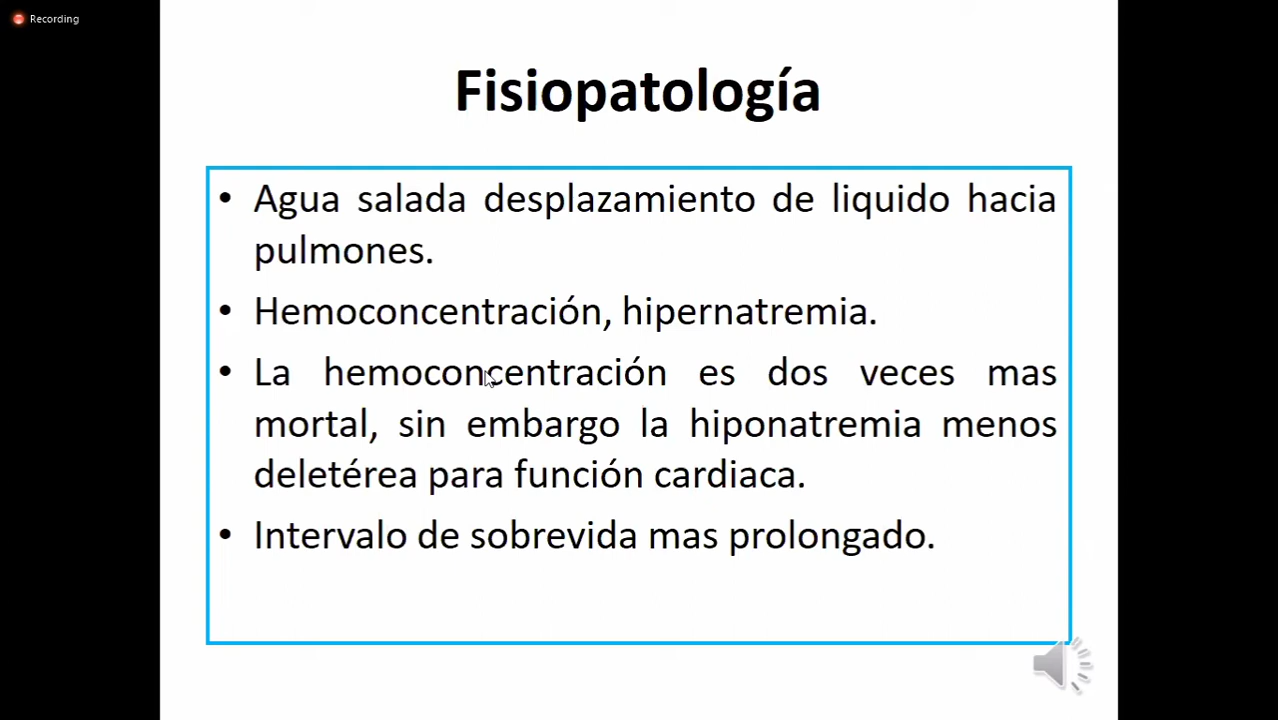 Recording
Fisiopatología
• Agua salada desplazamiento de liquido hacia
pulmones.
• Hemoconcentración, hipernatremia.
• La hemoconcentración es dos veces mas
mortal, sin embargo la hiponatremia menos
deletérea para función cardiaca.
• Intervalo de sobrevida mas prolongado.